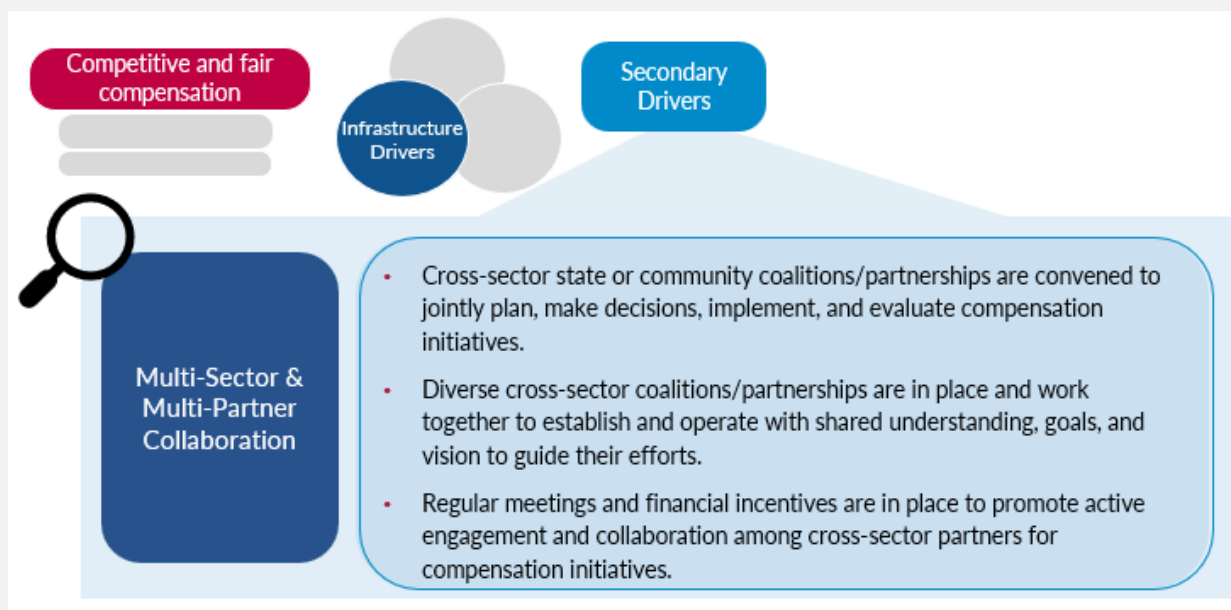 Competitive and fair
compensation
Infrastructure
Drivers
Secondary
Drivers
Multi-Sector &
Multi-Partner
Collaboration
• Cross-sector state or community coalitions/partnerships are convened to
jointly plan, make decisions, implement, and evaluate compensation
initiatives.
• Diverse cross-sector coalitions/partnerships are in place and work
together to establish and operate with shared understanding, goals, and
vision to guide their efforts.
• Regular meetings and financial incentives are in place to promote active
engagement and collaboration among cross-sector partners for
compensation initiatives.